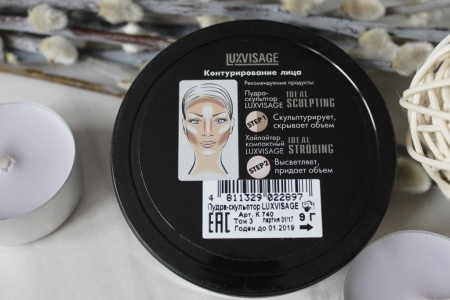 LUXVISAGE
Контурирование лица
Рекомендуемые продукты:
Пудра-
скульптор
LUXVISAGE
IDEAL
SCULPTING
STEP 1
Скульптурирует,
скрывает объем
Хайлайтер
компактный
LUXVISAGE
IDEAL
STROBING
STEP 2
Высветляет,
придает объем
4 811329 022897
Пудра-скульптор LUXVISAGE
Арт. К 740
EAC
Тон 3 партия 01/17
9 г
Годен до 01.2019